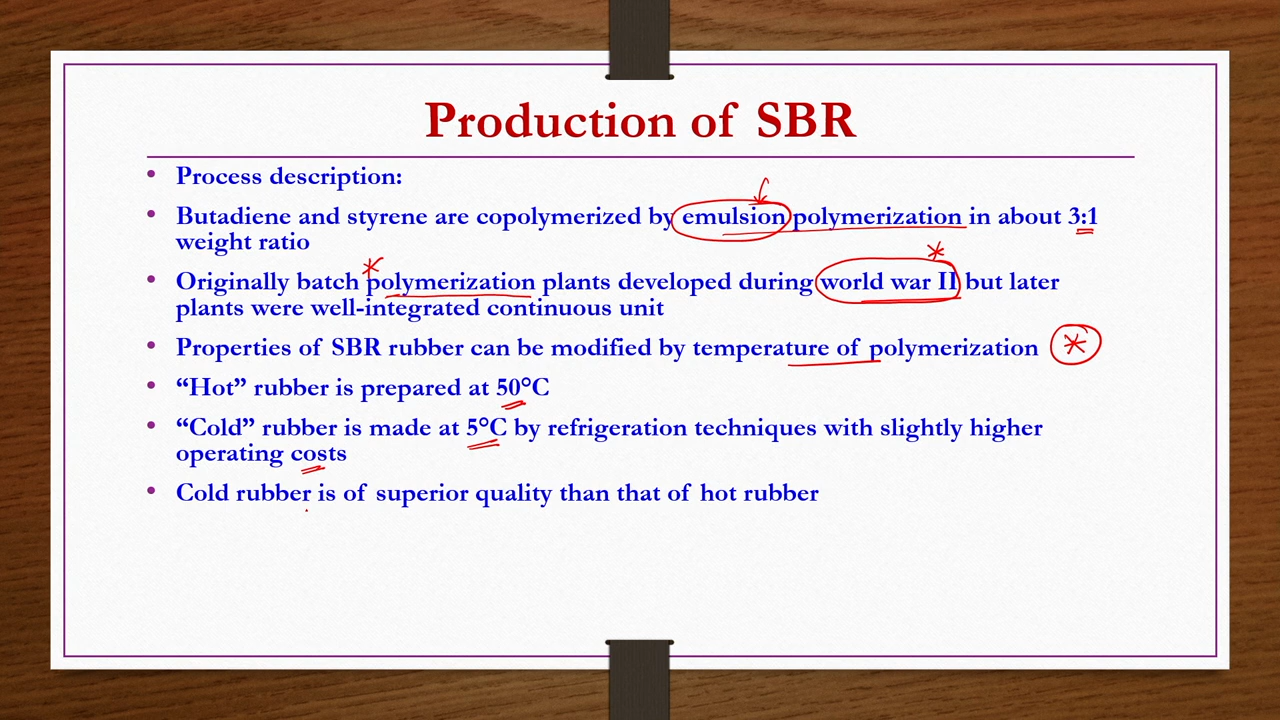 Production of SBR
• Process description:
• Butadiene and styrene are copolymerized by emulsion polymerization in about 3:1
weight ratio
• Originally batch polymerization plants developed during world war II but later
plants were well-integrated continuous unit
• Properties of SBR rubber can be modified by temperature of polymerization
• “Hot” rubber is prepared at 50°C
• “Cold” rubber is made at 5°C by refrigeration techniques with slightly higher
operating costs
• Cold rubber is of superior quality than that of hot rubber